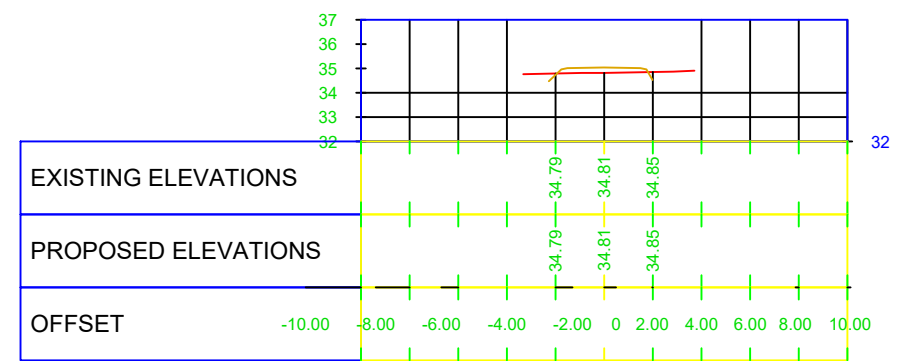 37
36
35
34
33
32
32
EXISTING ELEVATIONS 34.79 34.81 34.85
PROPOSED ELEVATIONS 34.79 34.81 34.85
OFFSET -10.00 -8.00 -6.00 -4.00 -2.00 0 2.00 4.00 6.00 8.00 10.00